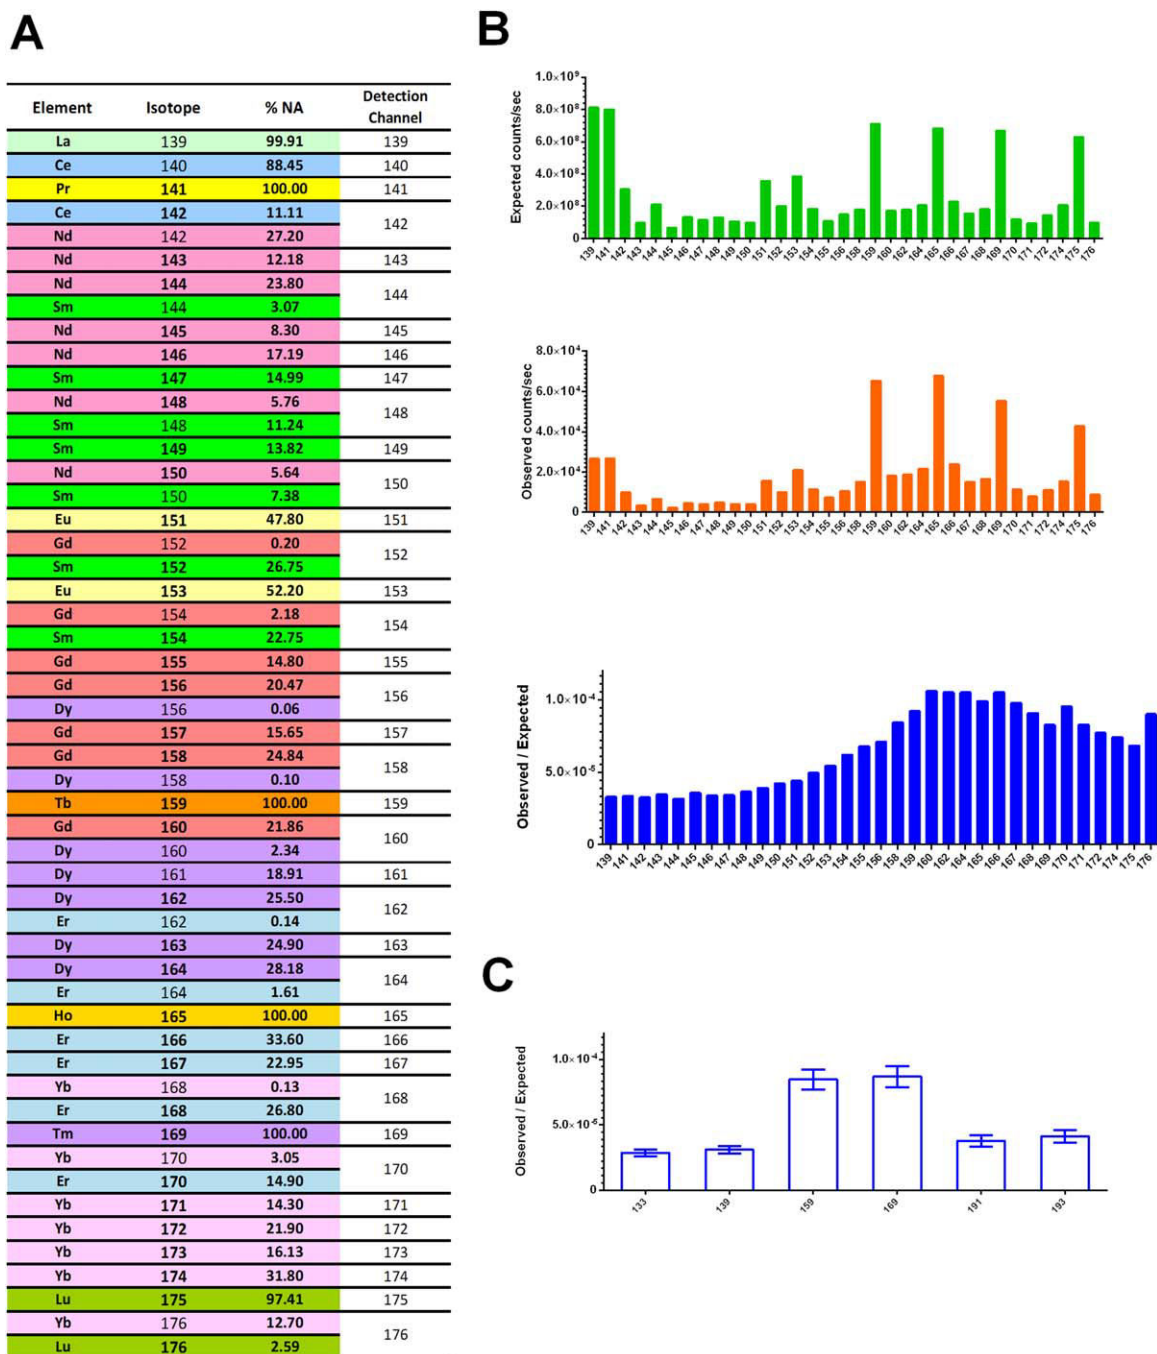 A
Element Isotope % NA Detection Channel
La 139 99.91 139
Ce 140 88.45 140
Pr 141 100.00 141
Ce 142 11.11 142
Nd 142 27.20
Nd 143 12.18 143
Nd 144 23.80 144
Sm 144 3.07
Nd 145 8.30 145
Nd 146 17.19 146
Sm 147 14.99 147
Nd 148 5.76 148
Sm 148 11.24
Sm 149 13.82 149
Nd 150 5.64 150
Sm 150 7.38
Eu 151 47.80 151
Gd 152 0.20 152
Sm 152 26.75
Eu 153 52.20 153
Gd 154 2.18 154
Sm 154 22.75
Gd 155 14.80 155
Gd 156 20.47 156
Dy 156 0.06
Gd 157 15.65 157
Gd 158 24.84 158
Dy 158 0.10
Tb 159 100.00 159
Gd 160 21.86 160
Dy 160 2.34
Dy 161 18.91 161
Dy 162 25.50 162
Er 162 0.14
Dy 163 24.90 163
Dy 164 28.18 164
Er 164 1.61
Ho 165 100.00 165
Er 166 33.60 166
Er 167 22.95 167
Yb 168 0.13 168
Er 168 26.80
Tm 169 100.00 169
Yb 170 3.05 170
Er 170 14.90
Yb 171 14.30 171
Yb 172 21.90 172
Yb 173 16.13 173
Yb 174 31.80 174
Lu 175 97.41 175
Yb 176 12.70 176
Lu 176 2.59
B
Expected counts/sec
1.0×10⁹
8.0×10⁸
6.0×10⁸
4.0×10⁸
2.0×10⁸
0
139 141 142 143 144 145 146 147 148 149 150 151 152 153 154 155 156 158 159 160 162 164 165 166 167 168 169 170 171 172 174 175 176
Observed counts/sec
8.0×10⁴
6.0×10⁴
4.0×10⁴
2.0×10⁴
0
139 141 142 143 144 145 146 147 148 149 150 151 152 153 154 155 156 158 159 160 162 164 165 166 167 168 169 170 171 172 174 175 176
Observed / Expected
1.0×10⁻⁴
5.0×10⁻⁵
0
139 141 142 143 144 145 146 147 148 149 150 151 152 153 154 155 156 158 159 160 162 164 165 166 167 168 169 170 171 172 174 175 176
C
Observed / Expected
1.0×10⁻⁴
5.0×10⁻⁵
0
133 139 159 169 191 193